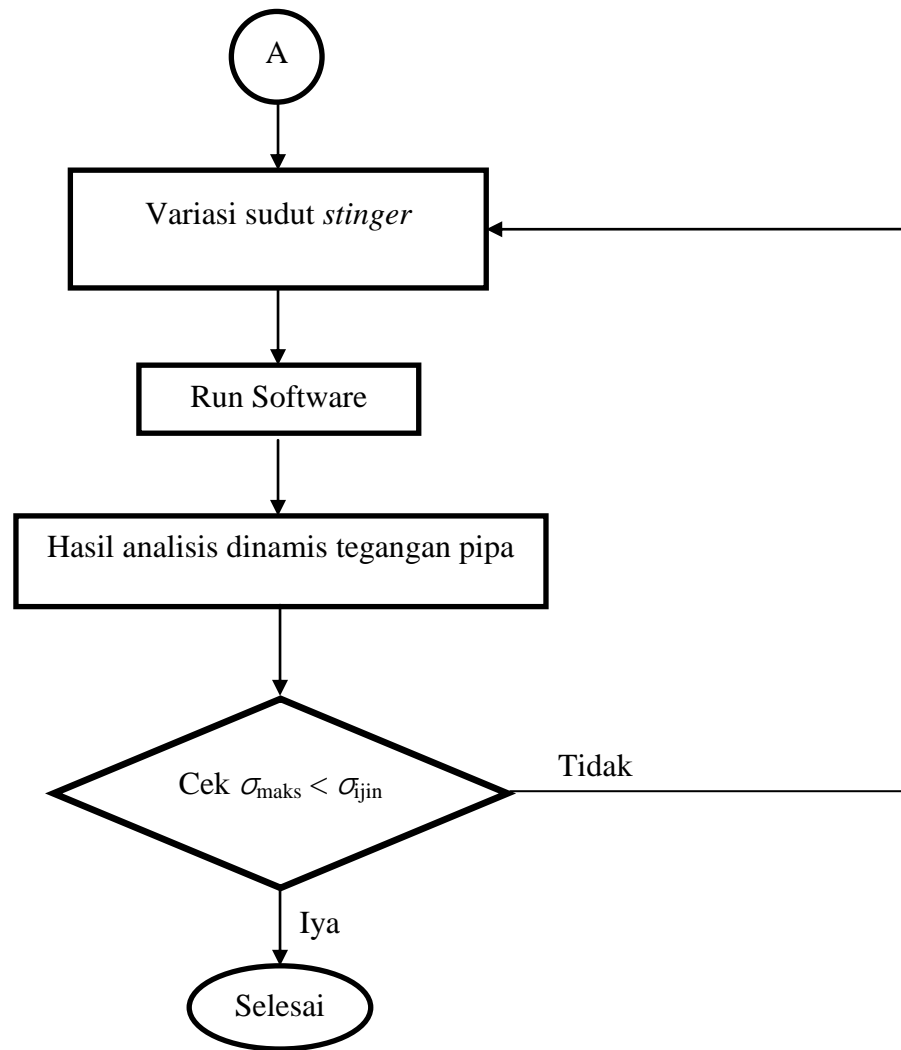 A
Variasi sudut stinger
Run Software
Hasil analisis dinamis tegangan pipa
Cek σmaks < σijin
Tidak
Iya
Selesai